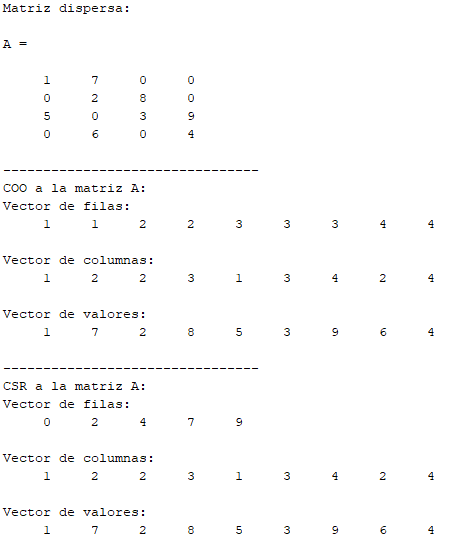 Matriz dispersa:
A =
1 7 0 0
0 2 8 0
5 0 3 9
0 6 0 4
--------------------------------
COO a la matriz A:
Vector de filas:
1 1 2 2 3 3 3 4 4
Vector de columnas:
1 2 2 3 1 3 4 2 4
Vector de valores:
1 7 2 8 5 3 9 6 4
--------------------------------
CSR a la matriz A:
Vector de filas:
0 2 4 7 9
Vector de columnas:
1 2 2 3 1 3 4 2 4
Vector de valores:
1 7 2 8 5 3 9 6 4